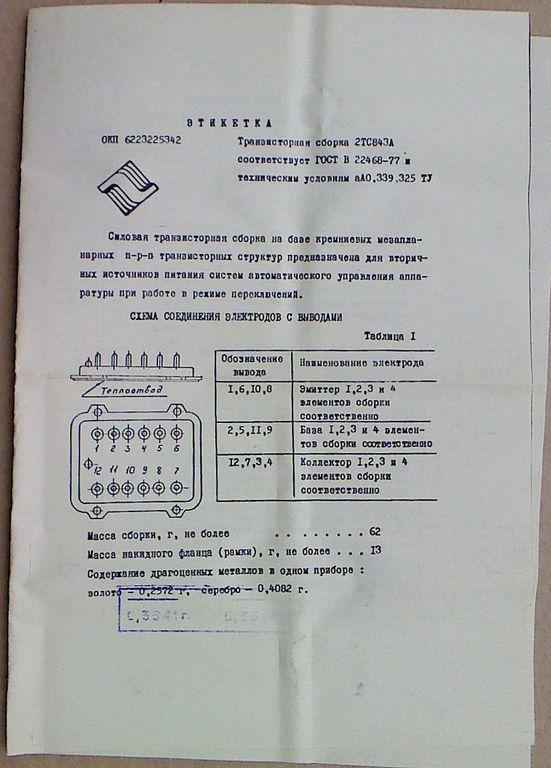 ЭТИКЕТКА
ОКП 6223225342
Транзисторная сборка 2ТС843А
соответствует ГОСТ В 22468-77 и
техническим условиям аА0.339.325 ТУ
Силовая транзисторная сборка на базе кремниевых мезапла-
нарных п-р-п транзисторных структур предназначена для вторич-
ных источников питания систем автоматического управления аппа-
ратуры при работе в режиме переключений.
СХЕМА СОЕДИНЕНИЯ ЭЛЕКТРОДОВ С ВЫВОДАМИ
Таблица I
Обозначение вывода Наименование электрода
I,6,I0,8 Эмиттер I,2,3 и 4
элементов сборки
соответственно
2,5,II,9 База I,2,3 и 4 элемен-
тов сборки соответственно
I2,7,3,4 Коллектор I,2,3 и 4
элементов сборки
соответственно
Теплоотвод
1 2 3 4 5 6
12 11 10 9 8 7
Масса сборки, г, не более ........ 62
Масса накидного фланца (рамки), г, не более ... I3
Содержание драгоценных металлов в одном приборе :
золото - 0,2572 г, серебро - 0,4082 г.
0,3841г.